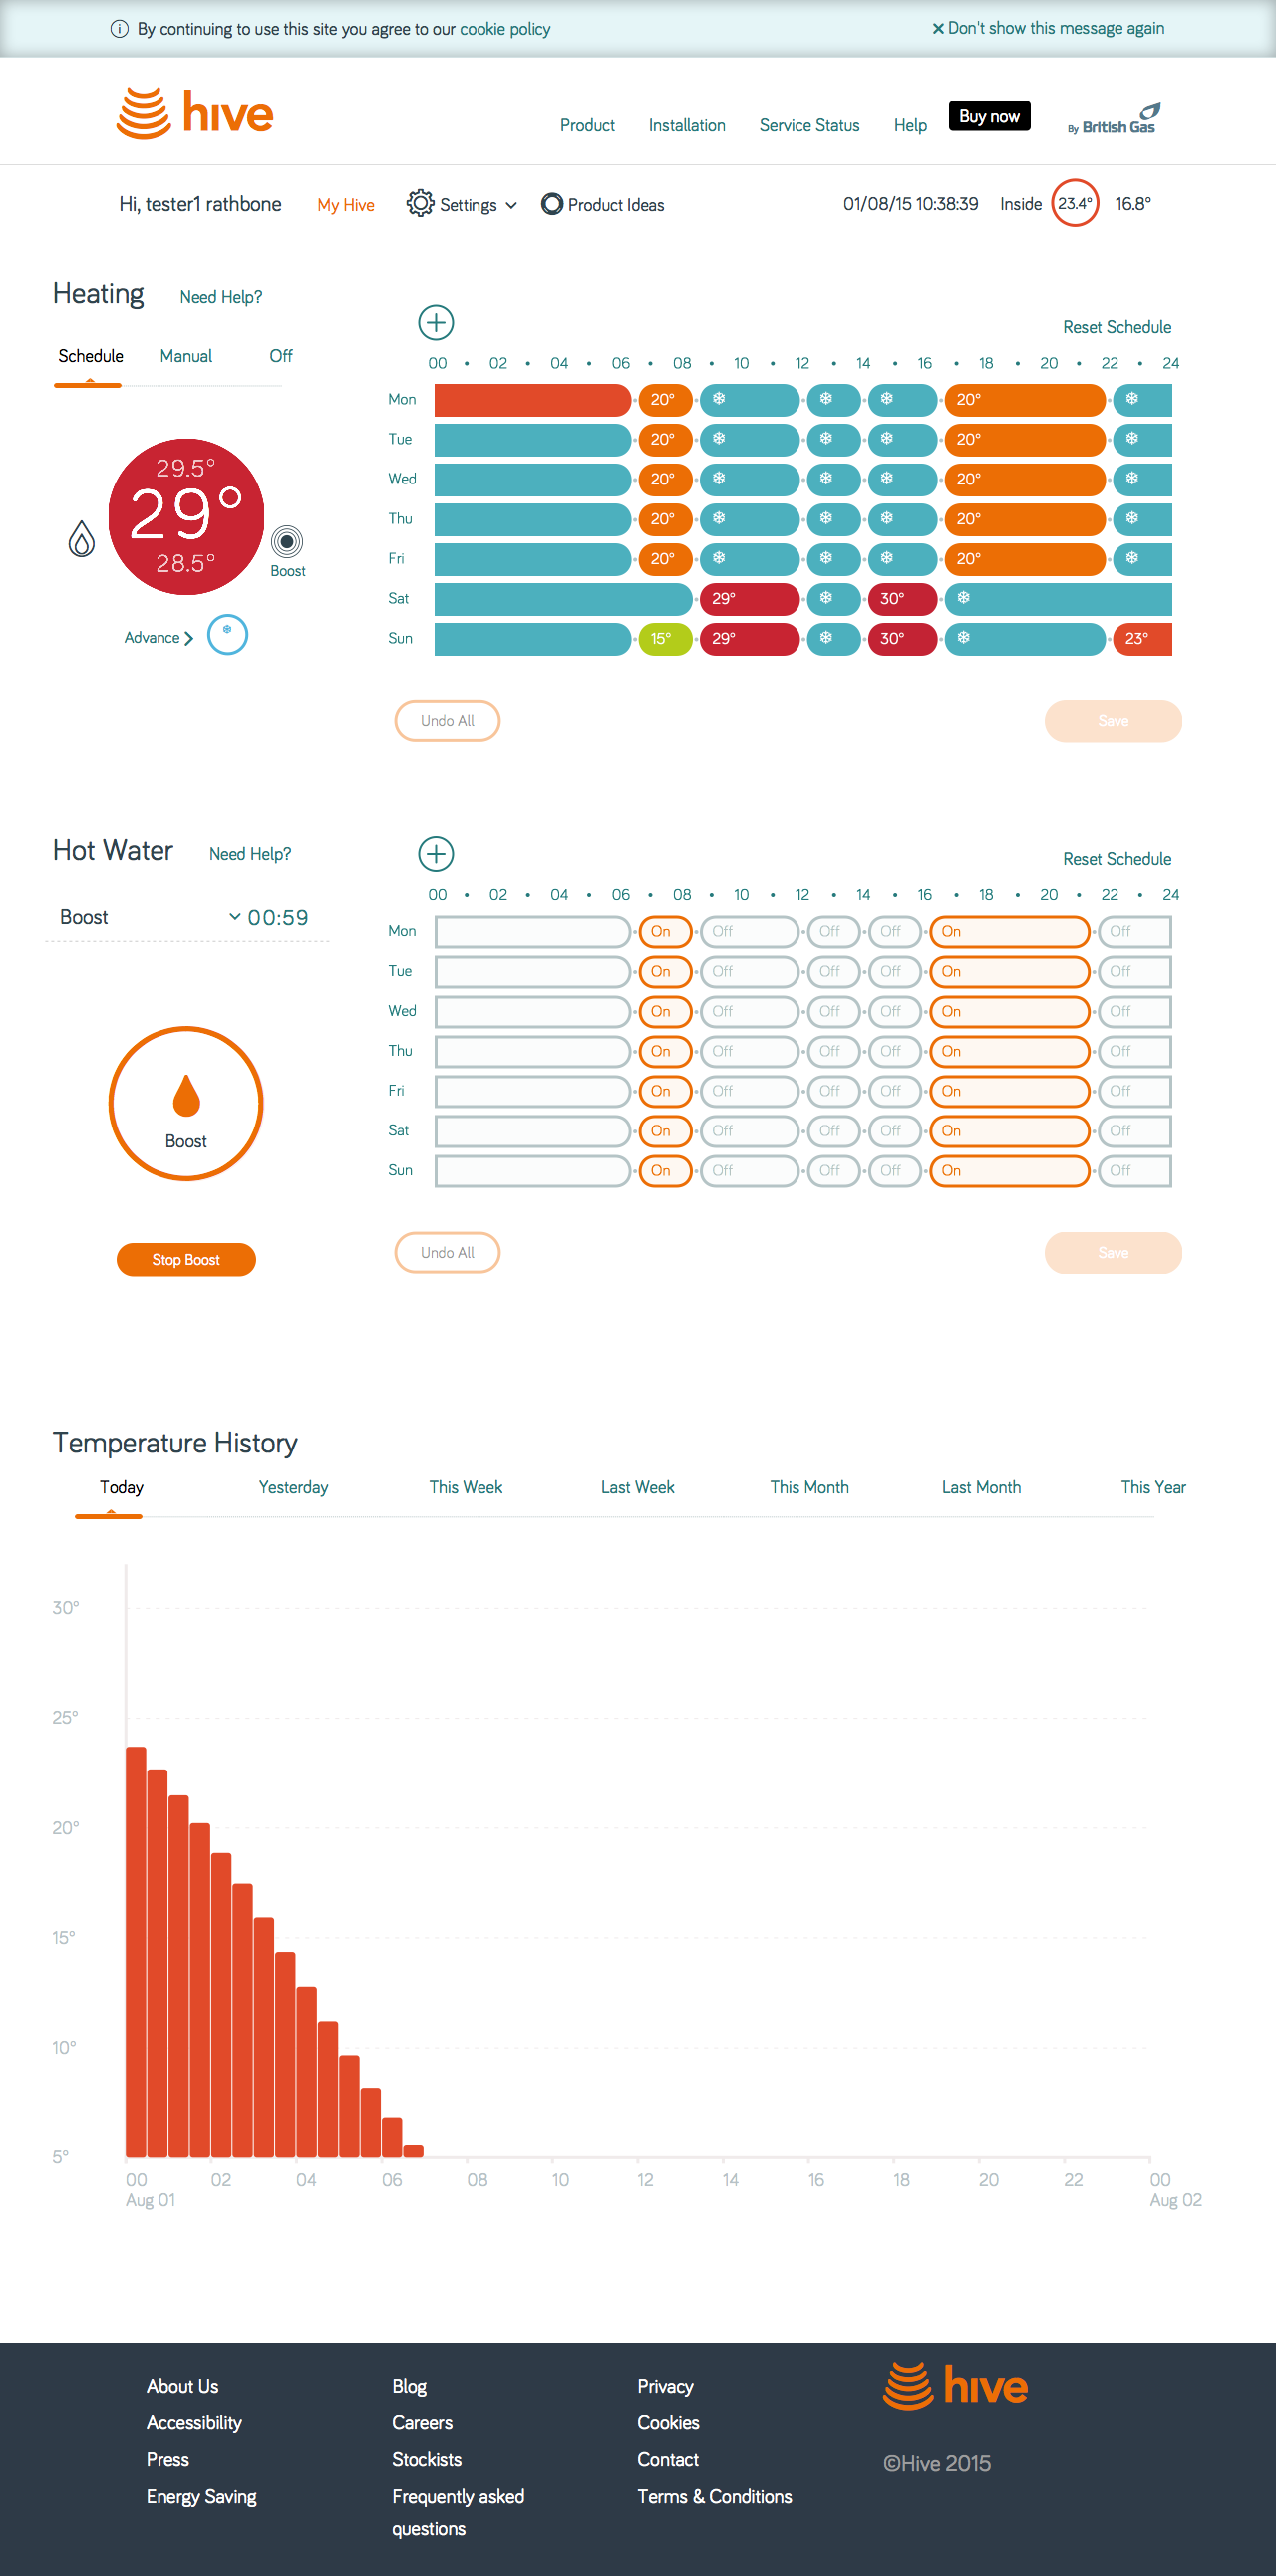 By continuing to use this site you agree to our cookie policy
Don't show this message again
hive
Product Installation Service Status Help Buy now By British Gas
Hi, tester1 rathbone My Hive Settings Product Ideas 01/08/15 10:38:39 Inside 23.4° 16.8°
Heating Need Help?
Schedule Manual Off
29.5°
29°
28.5°
Boost
Advance
Reset Schedule
00 • 02 • 04 • 06 • 08 • 10 • 12 • 14 • 16 • 18 • 20 • 22 • 24
Mon 20° 20°
Tue 20° 20°
Wed 20° 20°
Thu 20° 20°
Fri 20° 20°
Sat 29° 30°
Sun 15° 29° 30° 23°
Undo All Save
Hot Water Need Help?
Boost 00:59
Boost
Stop Boost
Reset Schedule
00 • 02 • 04 • 06 • 08 • 10 • 12 • 14 • 16 • 18 • 20 • 22 • 24
Mon On Off Off Off On Off
Tue On Off Off Off On Off
Wed On Off Off Off On Off
Thu On Off Off Off On Off
Fri On Off Off Off On Off
Sat On Off Off Off On Off
Sun On Off Off Off On Off
Undo All Save
Temperature History
Today Yesterday This Week Last Week This Month Last Month This Year
30°
25°
20°
15°
10°
5°
00 02 04 06 08 10 12 14 16 18 20 22 00
Aug 01 Aug 02
About Us
Accessibility
Press
Energy Saving
Blog
Careers
Stockists
Frequently asked
questions
Privacy
Cookies
Contact
Terms & Conditions
hive
©Hive 2015